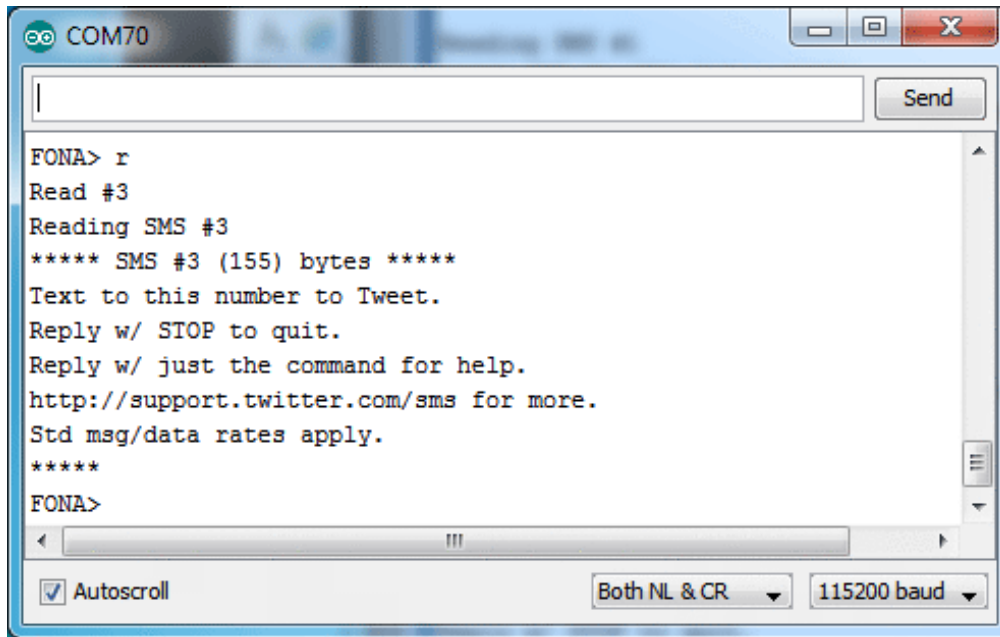 COM70
Send
FONA> r
Read #3
Reading SMS #3
***** SMS #3 (155) bytes *****
Text to this number to Tweet.
Reply w/ STOP to quit.
Reply w/ just the command for help.
http://support.twitter.com/sms for more.
Std msg/data rates apply.
*****
FONA>
Autoscroll
Both NL & CR
115200 baud